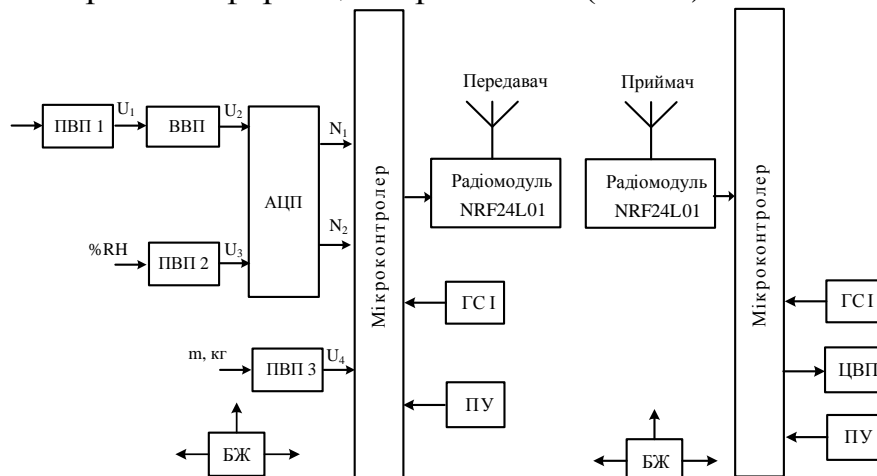 Передавач
Приймач
U1
U2
ПВП 1
ВВП
N1
АЦП
Мікроконтролер
Радіомодуль
NRF24L01
Радіомодуль
NRF24L01
Мікроконтролер
%RH
U3
N2
ПВП 2
ГС І
ГС І
m, кг
U4
ПВП 3
ЦВП
ПУ
ПУ
БЖ
БЖ